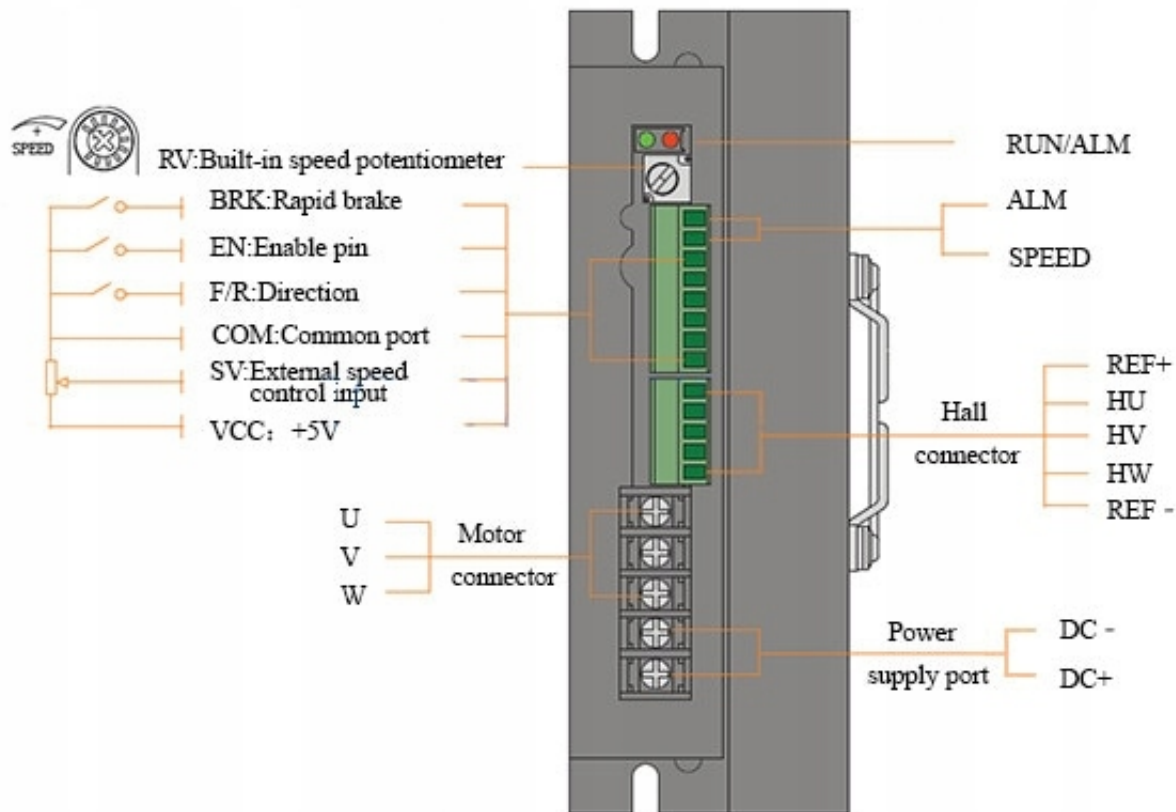 +
SPEED
RV:Built-in speed potentiometer
BRK:Rapid brake
EN:Enable pin
F/R:Direction
COM:Common port
SV:External speed
control input
VCC: +5V
U
V
W
Motor
connector
RUN/ALM
ALM
SPEED
Hall
connector
REF+
HU
HV
HW
REF -
Power
supply port
DC -
DC+